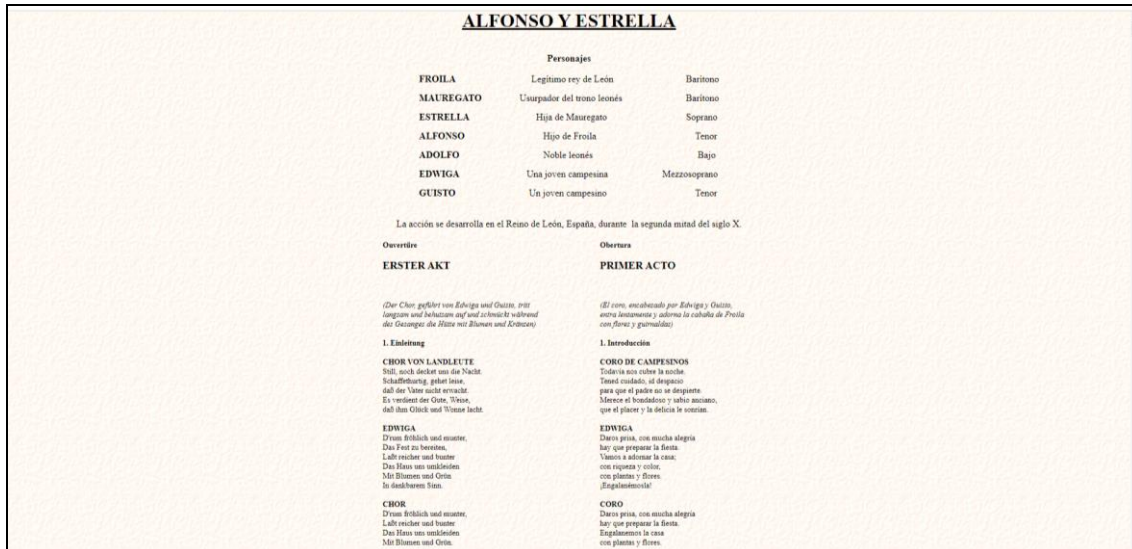 ALFONSO Y ESTRELLA
Personajes
FROILA Legítimo rey de León Barítono
MAUREGATO Usurpador del trono leonés Barítono
ESTRELLA Hija de Mauregato Soprano
ALFONSO Hijo de Froila Tenor
ADOLFO Noble leonés Bajo
EDWIGA Una joven campesina Mezzosoprano
GUISTO Un joven campesino Tenor
La acción se desarrolla en el Reino de León, España, durante la segunda mitad del siglo X.
Ouvertüre
ERSTER AKT
(Der Chor, geführt von Edwiga und Guisto, tritt
langsam und behutsam auf und schmückt während
des Gesanges die Hütte mit Blumen und Kränzen)
1. Einleitung
CHOR VON LANDLEUTE
Still, noch decket uns die Nacht.
Schafft hurtig, gehet leise,
daß der Vater nicht erwacht.
Es verdient der Gute, Weise,
daß ihm Glück und Wonne lacht.
EDWIGA
D'rum fröhlich und munter,
Das Fest zu bereiten,
Laßt reicher und bunter
Das Haus uns umkleiden
Mit Blumen und Grün
In dankbarem Sinn.
CHOR
D'rum fröhlich und munter,
Laßt reicher und bunter
Das Haus uns umkleiden
Mit Blumen und Grün.
Obertura
PRIMER ACTO
(El coro, encabezado por Edwiga y Guisto,
entra lentamente y adorna la cabaña de Froila
con flores y guirnaldas)
1. Introducción
CORO DE CAMPESINOS
Todavía nos cubre la noche.
Tened cuidado, id despacio
para que el padre no se despierte.
Merece el bondadoso y sabio anciano,
que el placer y la delicia le sonrían.
EDWIGA
Daros prisa, con mucha alegría
hay que preparar la fiesta.
Vamos a adornar la casa;
con riqueza y color,
con plantas y flores.
¡Engalanémosla!
CORO
Daros prisa, con mucha alegría
hay que preparar la fiesta.
Engalanemos la casa
con plantas y flores.